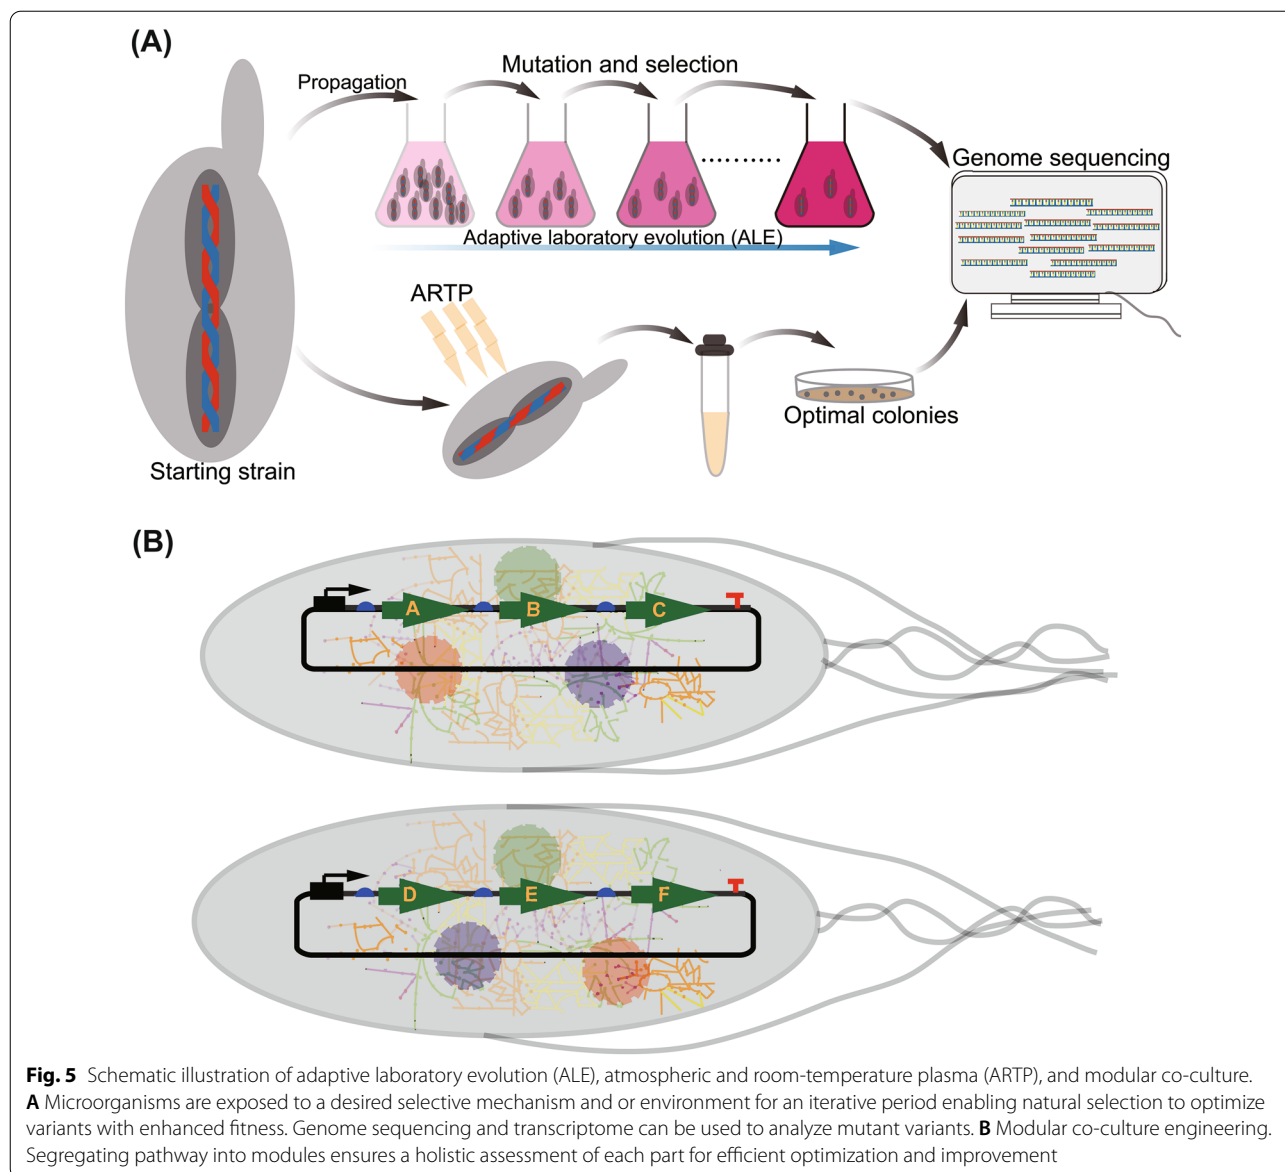 (A)
Propagation
Mutation and selection
Genome sequencing
Adaptive laboratory evolution (ALE)
ARTP
Optimal colonies
Starting strain
(B)
A
B
C
D
E
F
Fig. 5 Schematic illustration of adaptive laboratory evolution (ALE), atmospheric and room-temperature plasma (ARTP), and modular co-culture.
A Microorganisms are exposed to a desired selective mechanism and or environment for an iterative period enabling natural selection to optimize
variants with enhanced fitness. Genome sequencing and transcriptome can be used to analyze mutant variants. B Modular co-culture engineering.
Segregating pathway into modules ensures a holistic assessment of each part for efficient optimization and improvement